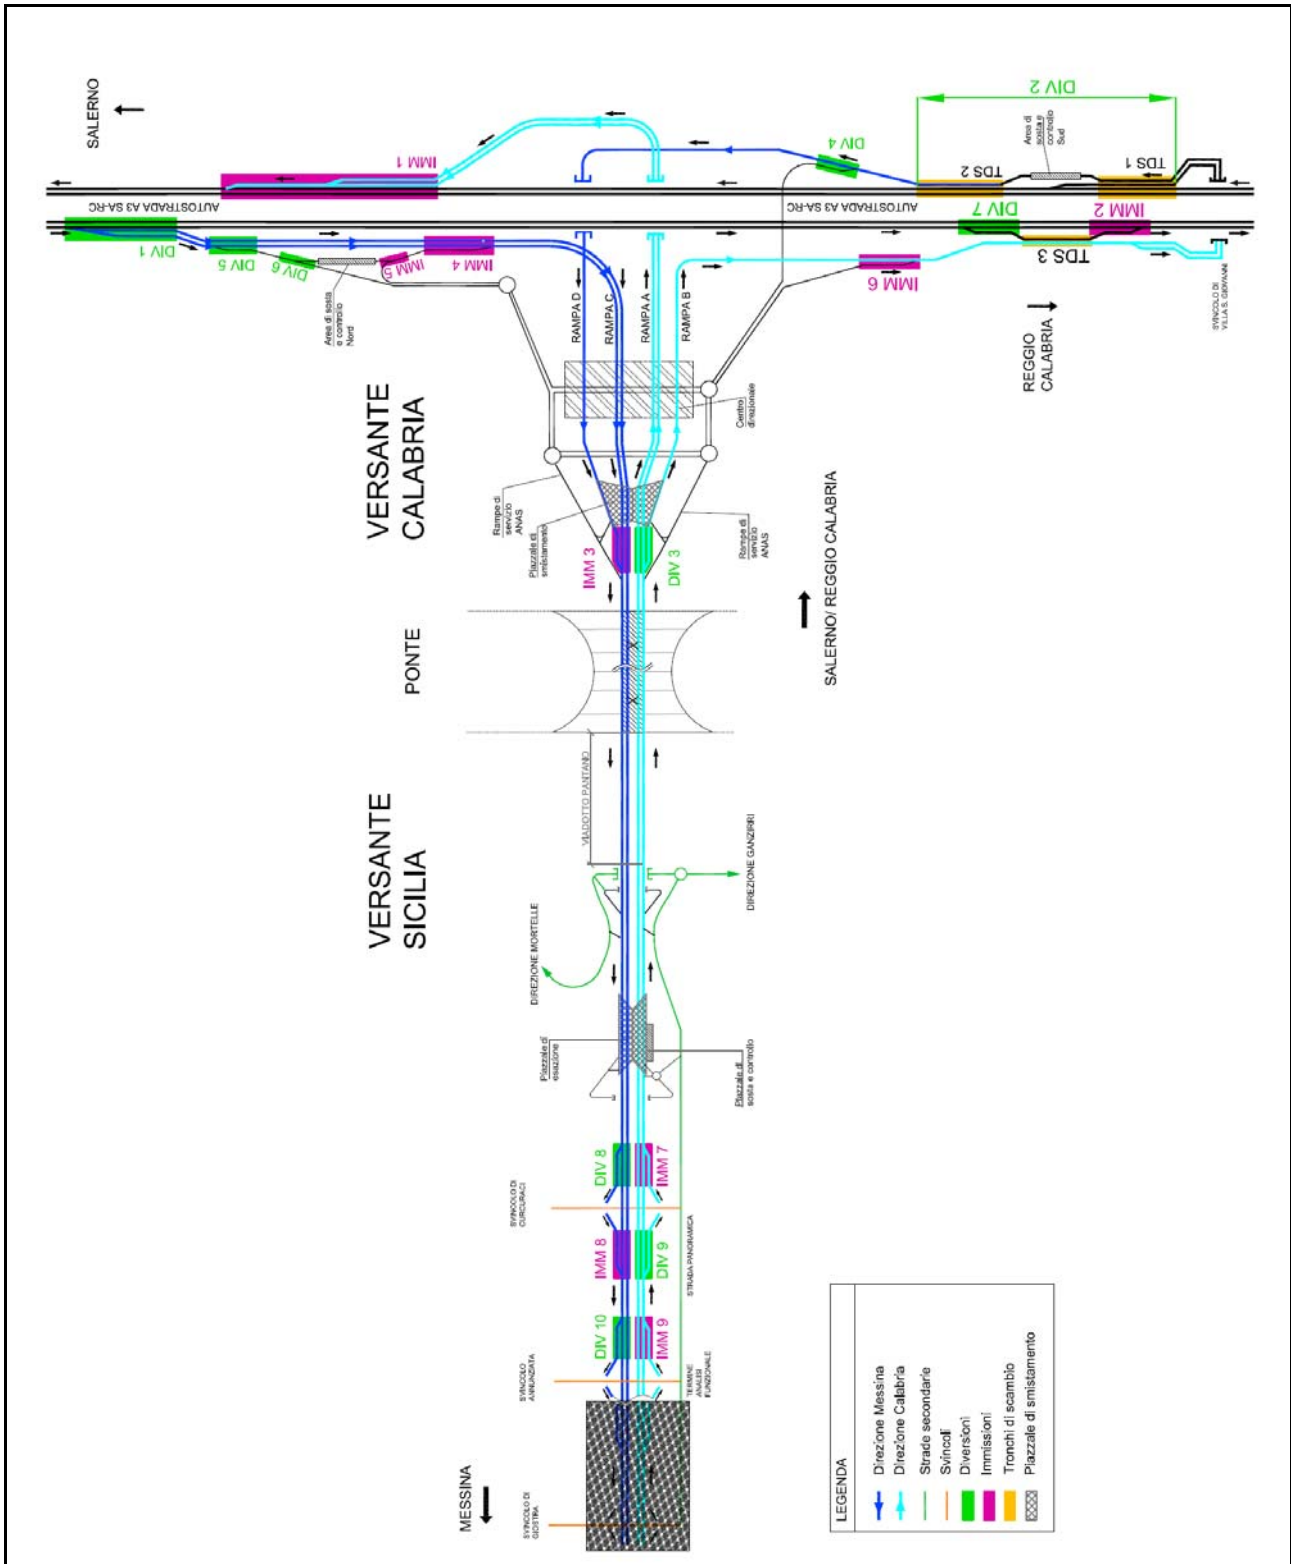 SALERNO
DIV 2
IMM 1
DIV 4
Area di
sosta e
controllo
Sud
TDS 2
TDS 1
AUTOSTRADA A3 SA-RC
AUTOSTRADA A3 SA-RC
DIV 7
IMM 2
DIV 1
DIV 5
DIV 6
IMM 5
IMM 4
TDS 3
IMM 6
Area di sosta
e controllo
Nord
RAMPA D
RAMPA C
RAMPA A
RAMPA B
REGGIO
CALABRIA
SVINCOLO DI
VILLA S. GIOVANNI
VERSANTE
CALABRIA
Centro
direzionale
Rampe di
servizio
ANAS
Piazzale di
smistamento
IMM 3
DIV 3
Rampe di
servizio
ANAS
PONTE
SALERNO/ REGGIO CALABRIA
VERSANTE
SICILIA
VIADOTTO PANTANO
DIREZIONE MORTELLE
DIREZIONE GANZIRRI
Piazzale di
esazione
Piazzale di
sosta e controllo
DIV 8
IMM 7
SVINCOLO DI
CURCURACI
IMM 8
DIV 9
STRADA PANORAMICA
DIV 10
IMM 9
SVINCOLO
ANNUNZIATA
TERMINE
ANALISI
FUNZIONALE
MESSINA
SVINCOLO DI
GIOSTRA
LEGENDA
Direzione Messina
Direzione Calabria
Strade secondarie
Svincoli
Diversioni
Immissioni
Tronchi di scambio
Piazzale di smistamento